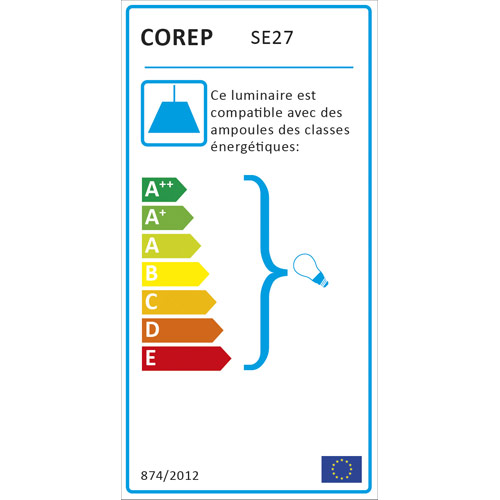 COREP SE27
Ce luminaire est
compatible avec des
ampoules des classes
énergétiques:
A++
A+
A
B
C
D
E
874/2012